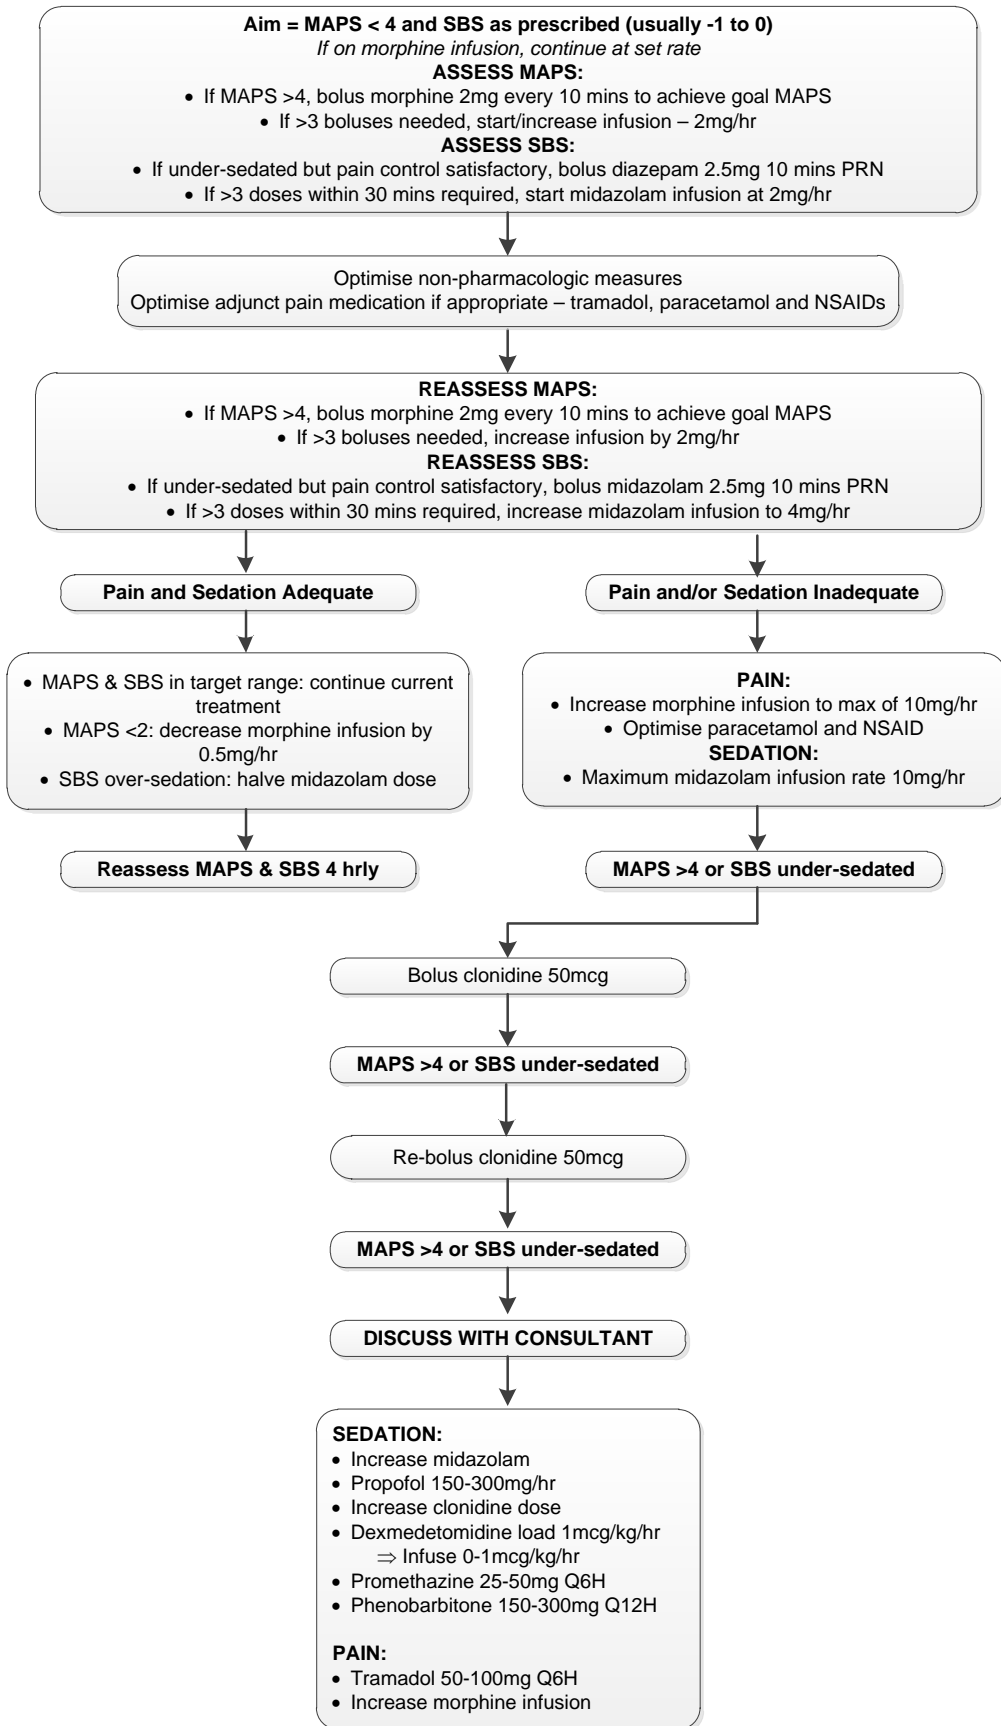 Aim = MAPS < 4 and SBS as prescribed (usually -1 to 0)
If on morphine infusion, continue at set rate
ASSESS MAPS:
• If MAPS >4, bolus morphine 2mg every 10 mins to achieve goal MAPS
• If >3 boluses needed, start/increase infusion – 2mg/hr
ASSESS SBS:
• If under-sedated but pain control satisfactory, bolus diazepam 2.5mg 10 mins PRN
• If >3 doses within 30 mins required, start midazolam infusion at 2mg/hr
Optimise non-pharmacologic measures
Optimise adjunct pain medication if appropriate – tramadol, paracetamol and NSAIDs
REASSESS MAPS:
• If MAPS >4, bolus morphine 2mg every 10 mins to achieve goal MAPS
• If >3 boluses needed, increase infusion by 2mg/hr
REASSESS SBS:
• If under-sedated but pain control satisfactory, bolus midazolam 2.5mg 10 mins PRN
• If >3 doses within 30 mins required, increase midazolam infusion to 4mg/hr
Pain and Sedation Adequate
• MAPS & SBS in target range: continue current
treatment
• MAPS <2: decrease morphine infusion by
0.5mg/hr
• SBS over-sedation: halve midazolam dose
Reassess MAPS & SBS 4 hrly
Pain and/or Sedation Inadequate
PAIN:
• Increase morphine infusion to max of 10mg/hr
• Optimise paracetamol and NSAID
SEDATION:
• Maximum midazolam infusion rate 10mg/hr
MAPS >4 or SBS under-sedated
Bolus clonidine 50mcg
MAPS >4 or SBS under-sedated
Re-bolus clonidine 50mcg
MAPS >4 or SBS under-sedated
DISCUSS WITH CONSULTANT
SEDATION:
• Increase midazolam
• Propofol 150-300mg/hr
• Increase clonidine dose
• Dexmedetomidine load 1mcg/kg/hr
⇒ Infuse 0-1mcg/kg/hr
• Promethazine 25-50mg Q6H
• Phenobarbitone 150-300mg Q12H
PAIN:
• Tramadol 50-100mg Q6H
• Increase morphine infusion